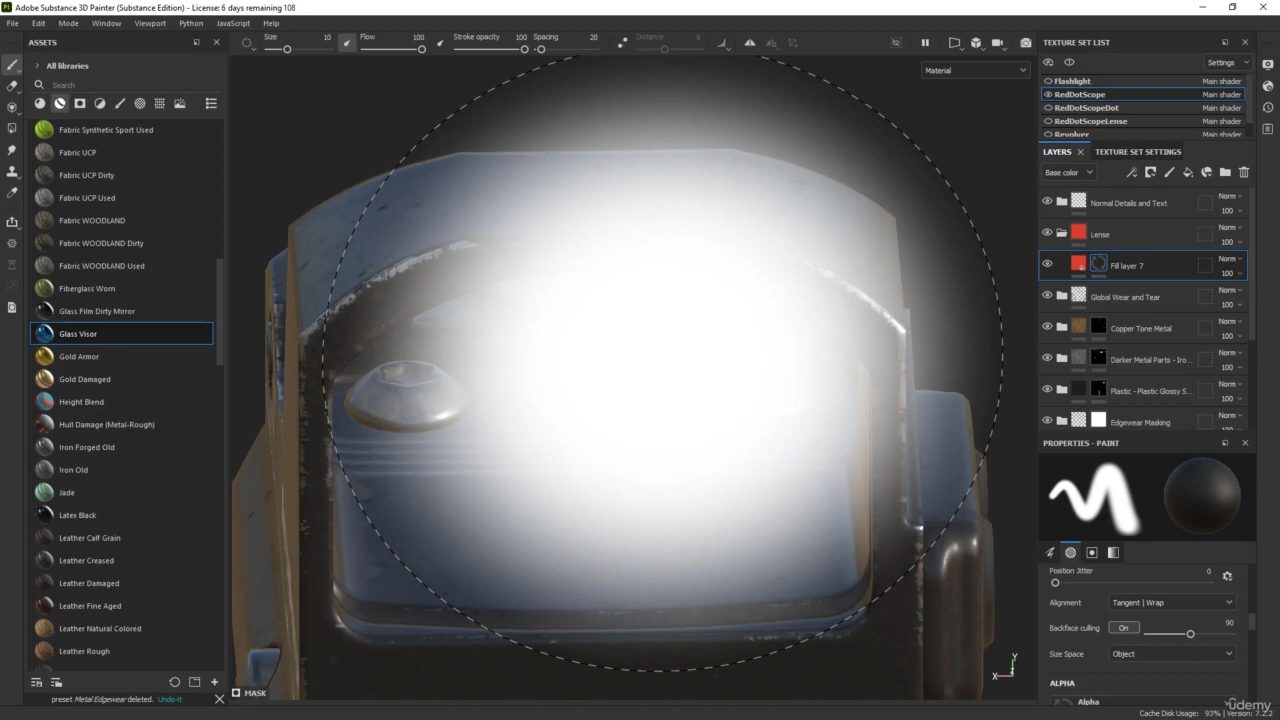 Adobe Substance 3D Painter (Substance Edition) - License: 6 days remaining 108
File Edit Mode Window Viewport Python JavaScript Help
ASSETS
All libraries
Search
Fabric Synthetic Sport Used
Fabric UCP
Fabric UCP Dirty
Fabric UCP Used
Fabric WOODLAND
Fabric WOODLAND Dirty
Fabric WOODLAND Used
Fiberglass Worn
Glass Film Dirty Mirror
Glass Visor
Gold Armor
Gold Damaged
Height Blend
Hull Damage (Metal-Rough)
Iron Forged Old
Iron Old
Jade
Latex Black
Leather Calf Grain
Leather Creased
Leather Damaged
Leather Fine Aged
Leather Natural Colored
Leather Rough
preset Metal Edgewear deleted. Undo-it
Size 10 Flow 100 Stroke opacity 100 Spacing 20 Distance 8
Material
MASK
Y
X
Z
TEXTURE SET LIST
Settings
Flashlight Main shader
RedDotScope Main shader
RedDotScopeDot Main shader
RedDotScopeLense Main shader
Revolver Main shader
LAYERS TEXTURE SET SETTINGS
Base color
Normal Details and Text Norm 100
Lense Norm 100
Fill layer 7 Norm 100
Global Wear and Tear Norm 100
Copper Tone Metal Norm 100
Darker Metal Parts - Iro... Norm 100
Plastic - Plastic Glossy S... Norm 100
Edgewear Masking Norm 100
PROPERTIES - PAINT
Position Jitter 0
Alignment Tangent | Wrap
Backface culling On 90
Size Space Object
ALPHA
Alpha
Cache Disk Usage: 93% | Version: 7.2.2
udemy